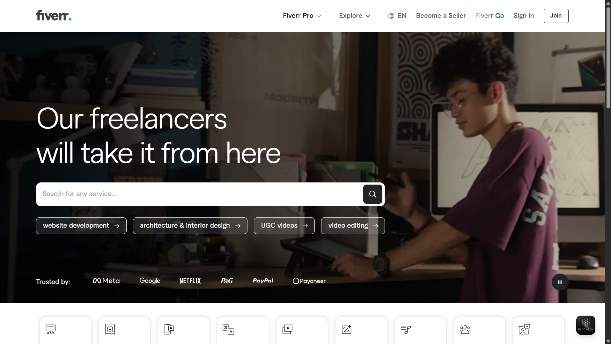 fiverr.
Fiverr Pro
Explore
EN
Become a Seller
Fiverr Go
Sign In
Join
Our freelancers
will take it from here
Search for any service...
website development →
architecture & interior design →
UGC videos →
video editing →
Trusted by:
Meta
Google
NETFLIX
P&G
PayPal
Payoneer